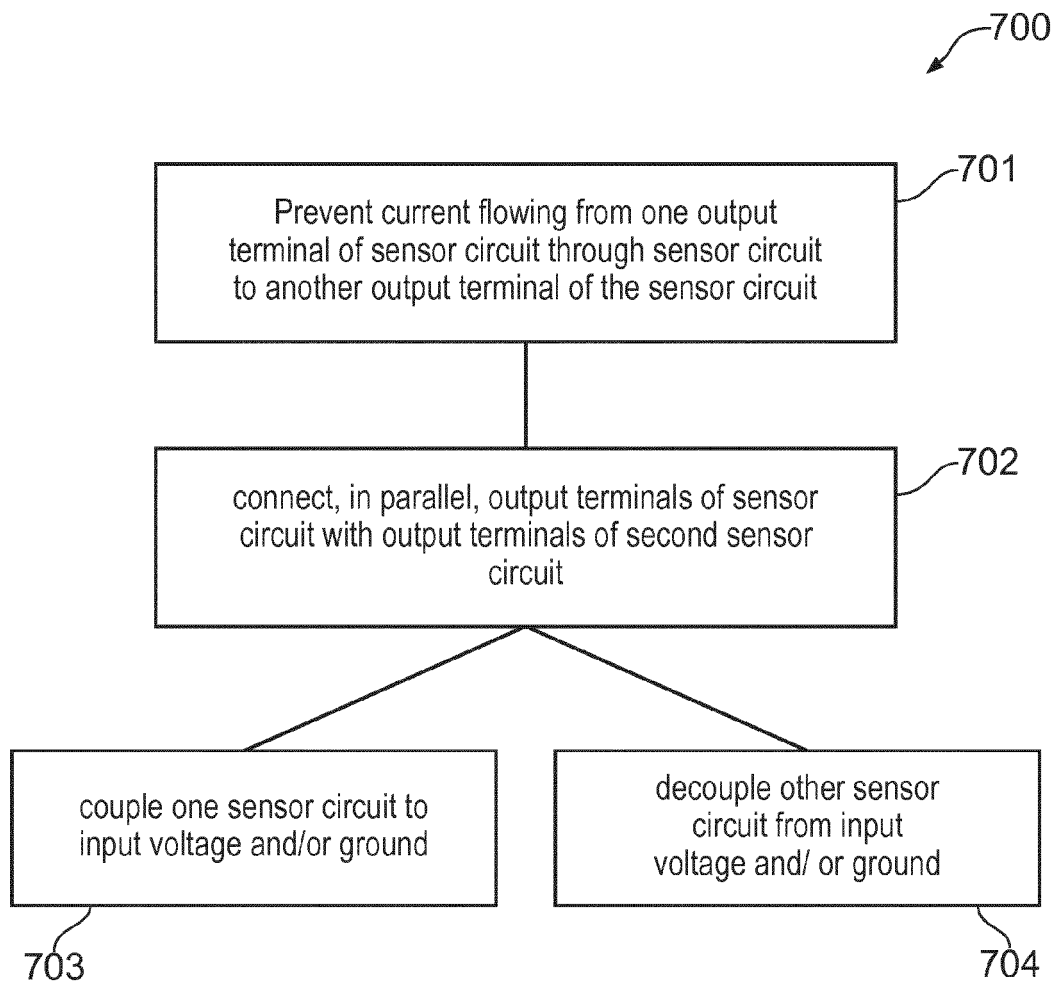 700
701
Prevent current flowing from one output
terminal of sensor circuit through sensor circuit
to another output terminal of the sensor circuit
702
connect, in parallel, output terminals of sensor
circuit with output terminals of second sensor
circuit
couple one sensor circuit to
input voltage and/or ground
decouple other sensor
circuit from input
voltage and/ or ground
703
704